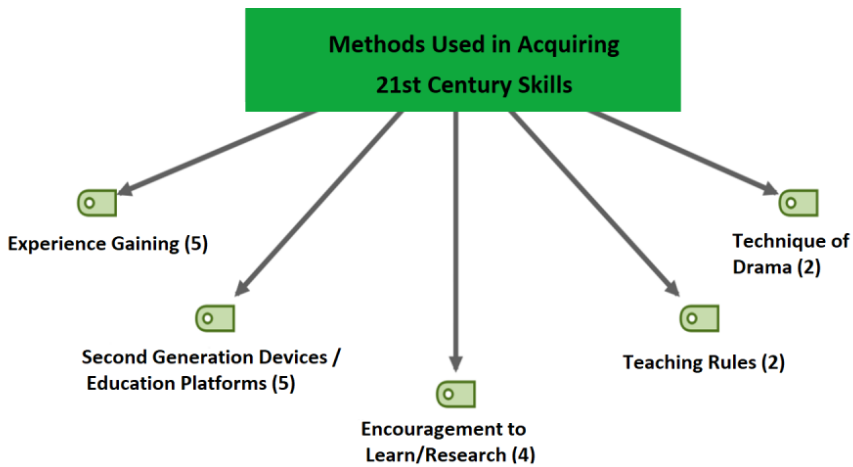 Methods Used in Acquiring
21st Century Skills
Experience Gaining (5)
Second Generation Devices /
Education Platforms (5)
Encouragement to
Learn/Research (4)
Teaching Rules (2)
Technique of
Drama (2)